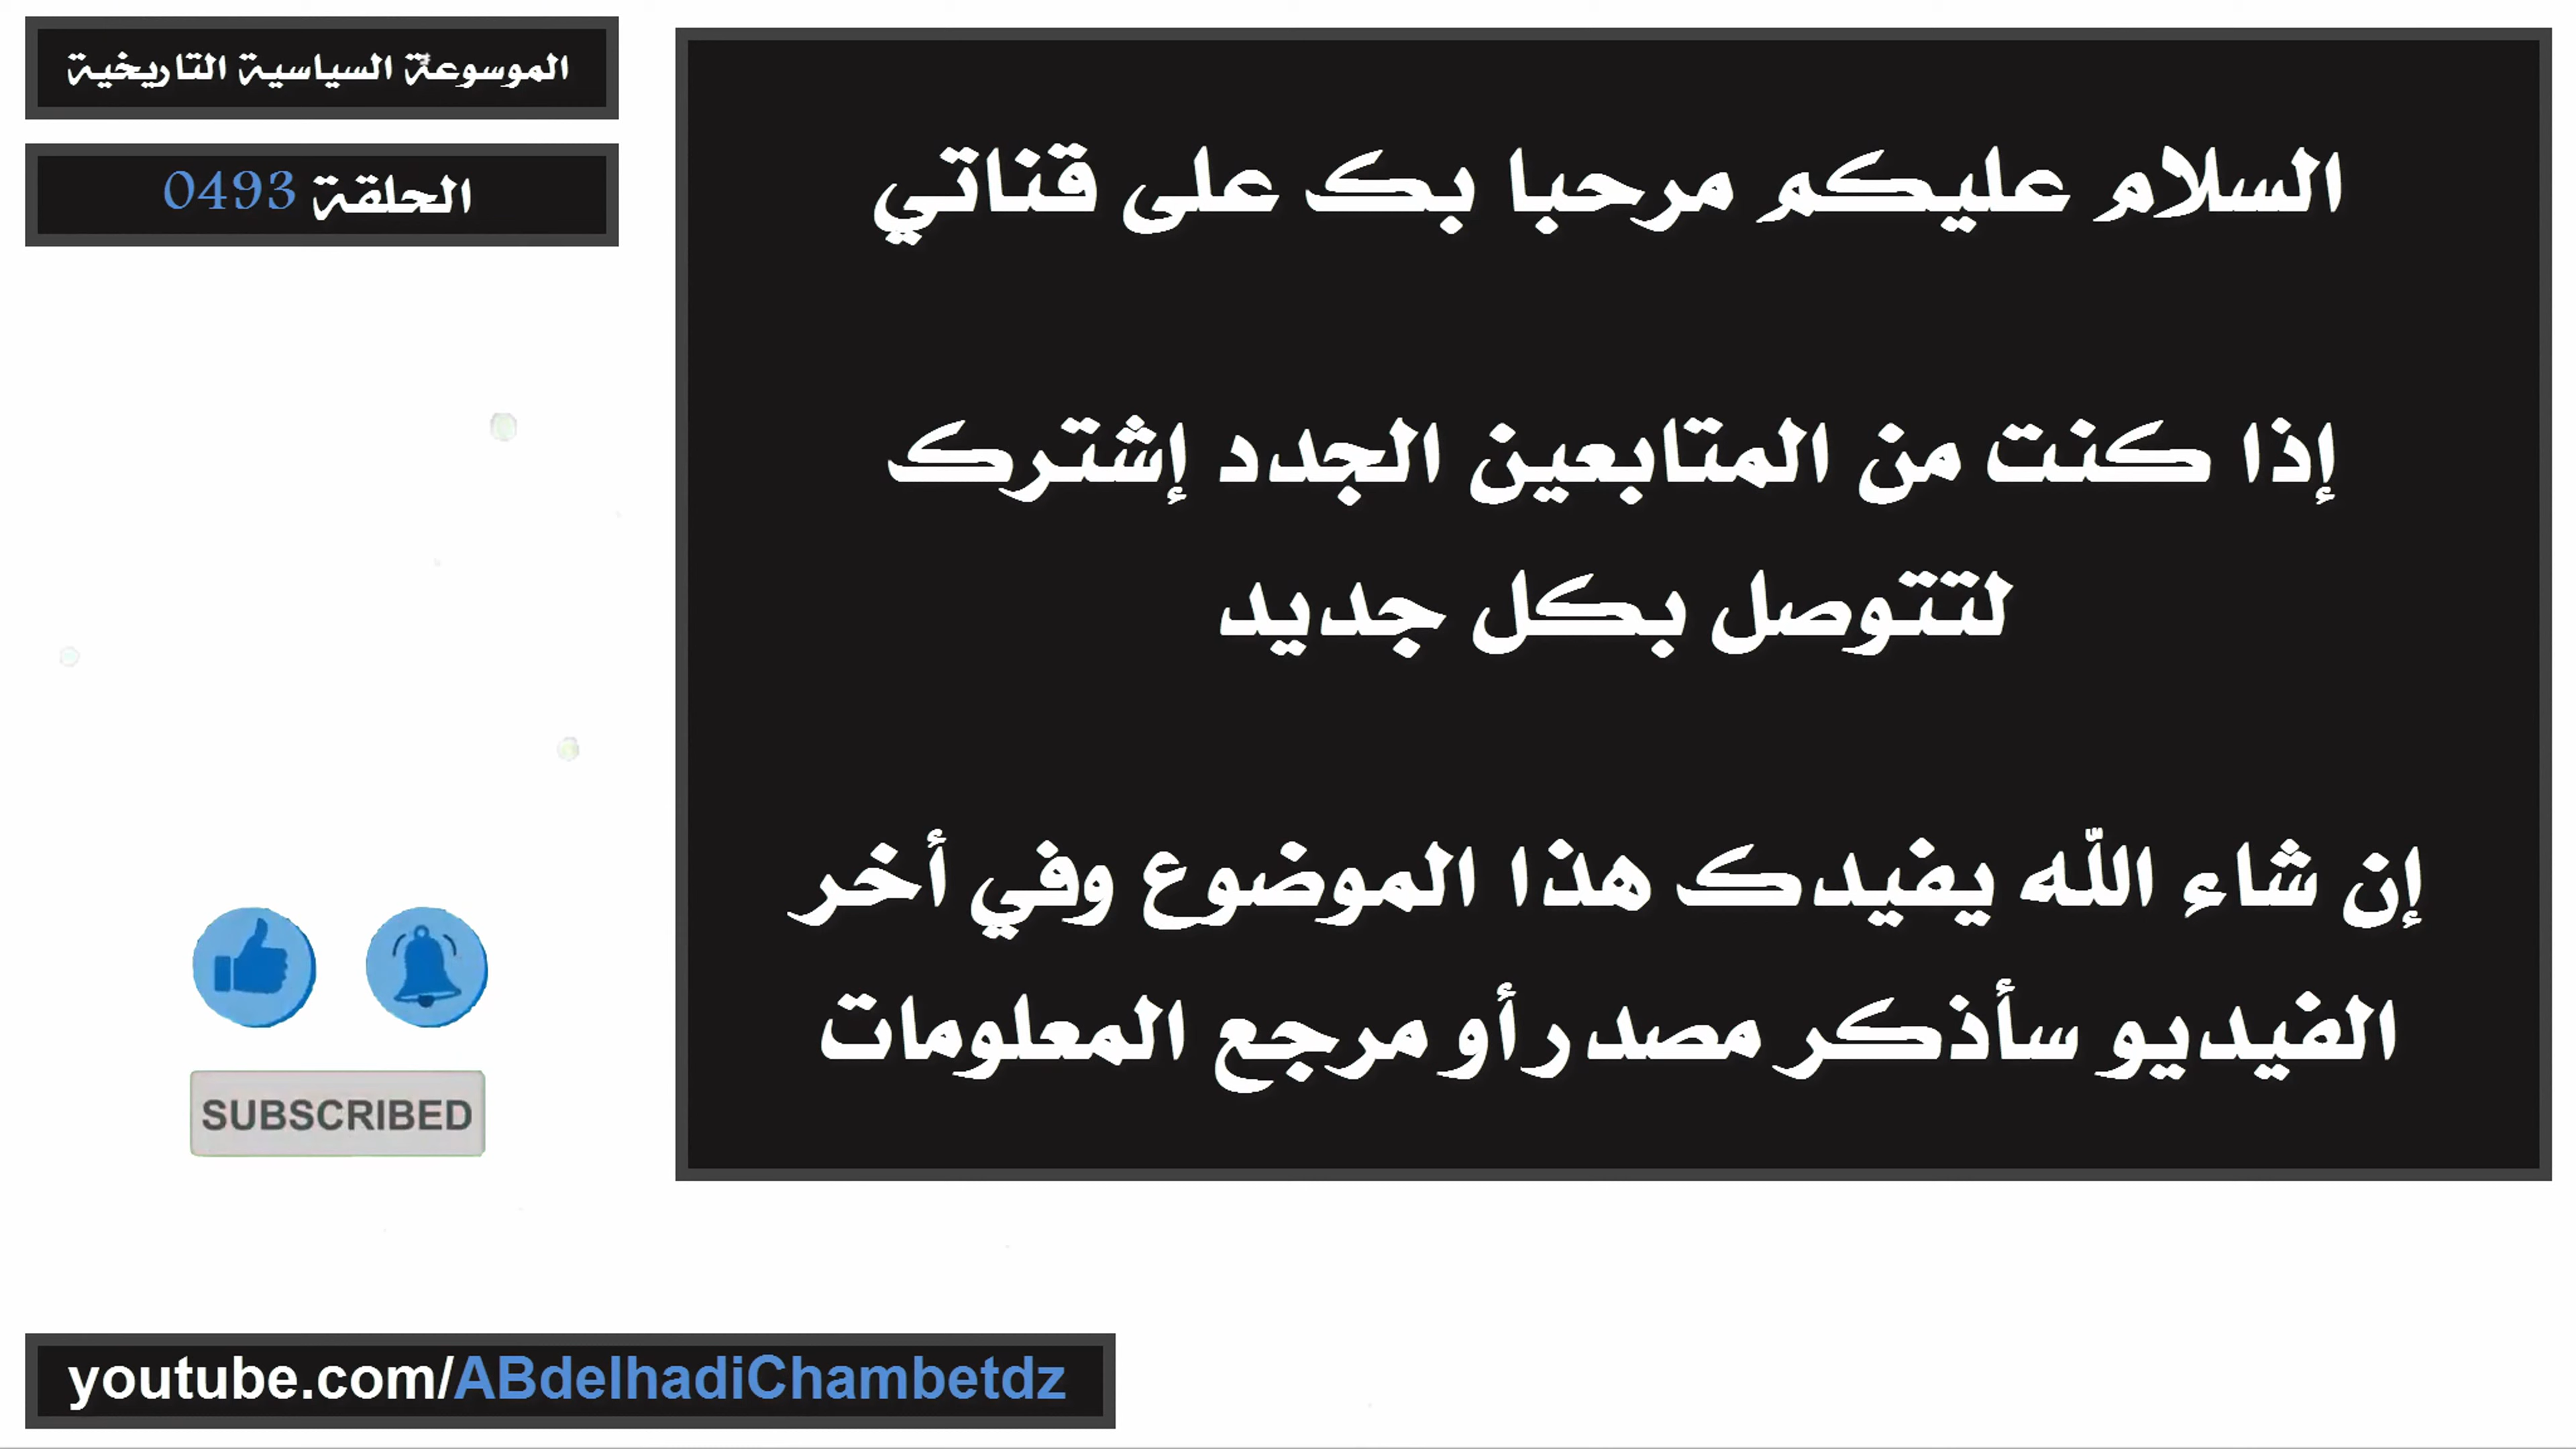 الموسوعة السياسية التاريخية
الحلقة 0493
السلام عليكم مرحبا بك على قناتي
إذا كنت من المتابعين الجدد إشترك
لتتوصل بكل جديد
إن شاء الله يفيدك هذا الموضوع وفي أخر
الفيديو سأذكر مصدر أو مرجع المعلومات
SUBSCRIBED
youtube.com/ABdelhadiChambetdz